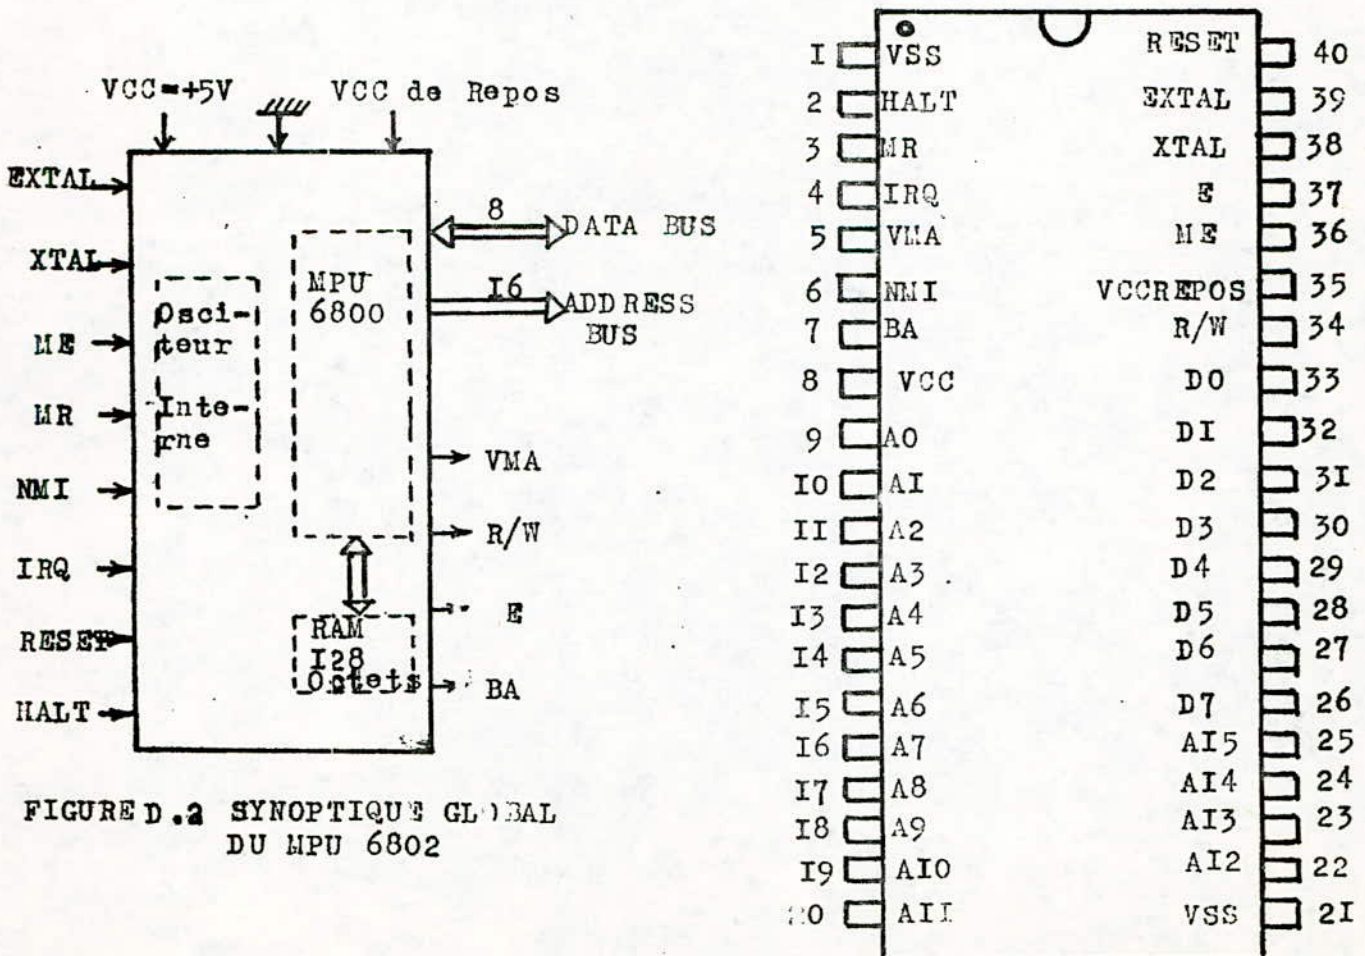 VCC=+5V
VCC de Repos
EXTAL
XTAL
ME
MR
NMI
IRQ
RESET
HALT
Osci-
teur
Inte-
rne
MPU
6800
RAM
I28
Octets
8
DATA BUS
I6
ADDRESS
BUS
VMA
R/W
E
BA
FIGURE D.a SYNOPTIQUE
DU MPU 6802
I VSS RESET 40
2 HALT EXTAL 39
3 MR XTAL 38
4 IRQ E 37
5 VMA ME 36
6 NMI VCCREPOS 35
7 BA R/W 34
8 VCC D0 33
9 A0 DI 32
I0 AI D2 3I
II A2 D3 30
I2 A3 D4 29
I3 A4 D5 28
I4 A5 D6 27
I5 A6 D7 26
I6 A7 AI5 25
I7 A8 AI4 24
I8 A9 AI3 23
I9 AI0 AI2 22
AII VSS 2I